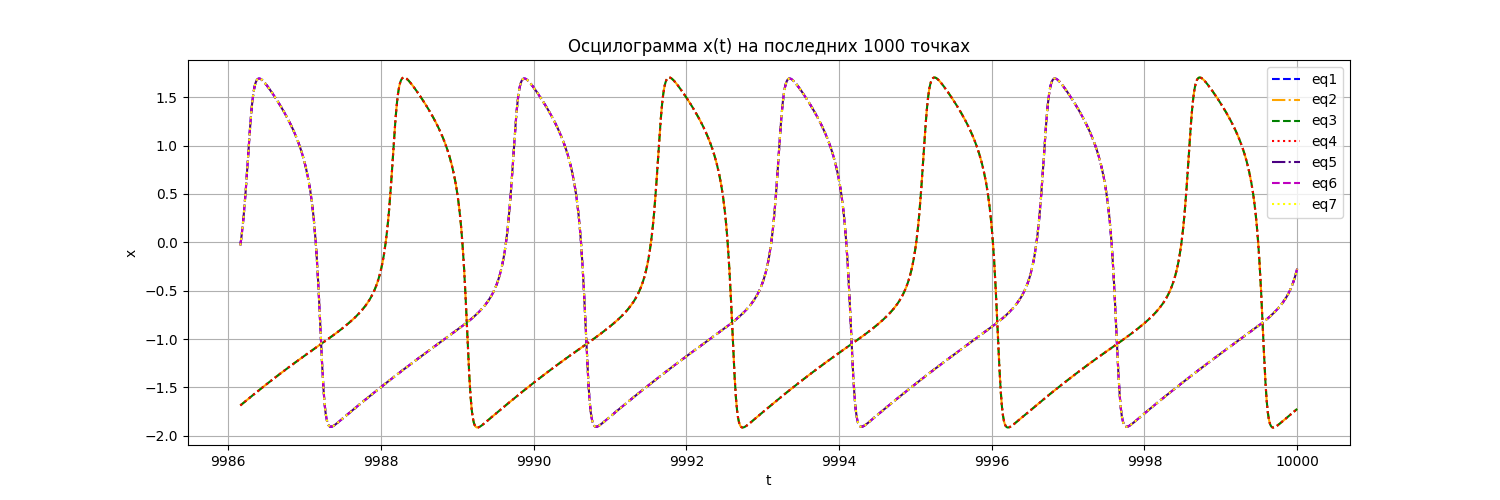 Осцилограмма x(t) на последних 1000 точках
eq1
eq2
eq3
eq4
eq5
eq6
eq7
1.5
1.0
0.5
0.0
−0.5
−1.0
−1.5
−2.0
x
9986
9988
9990
9992
9994
9996
9998
10000
t